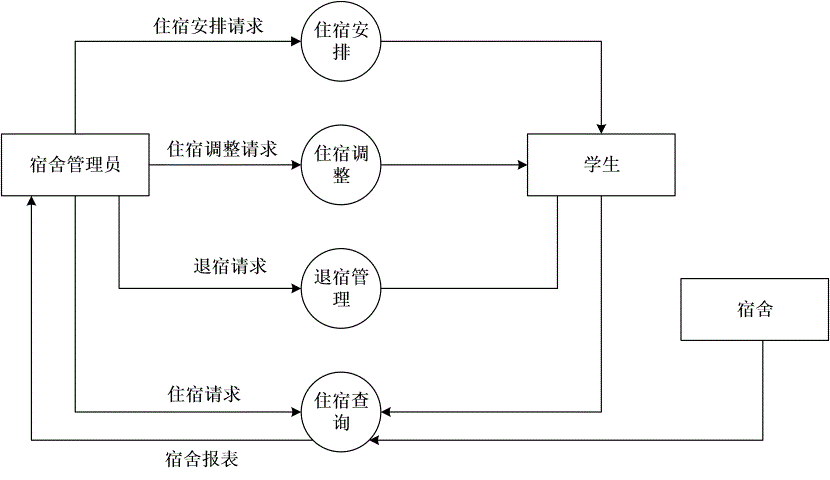 住宿安排请求
住宿安
排
宿舍管理员
住宿调整请求
住宿调
整
学生
退宿请求
退宿管
理
宿舍
住宿请求
住宿查
询
宿舍报表